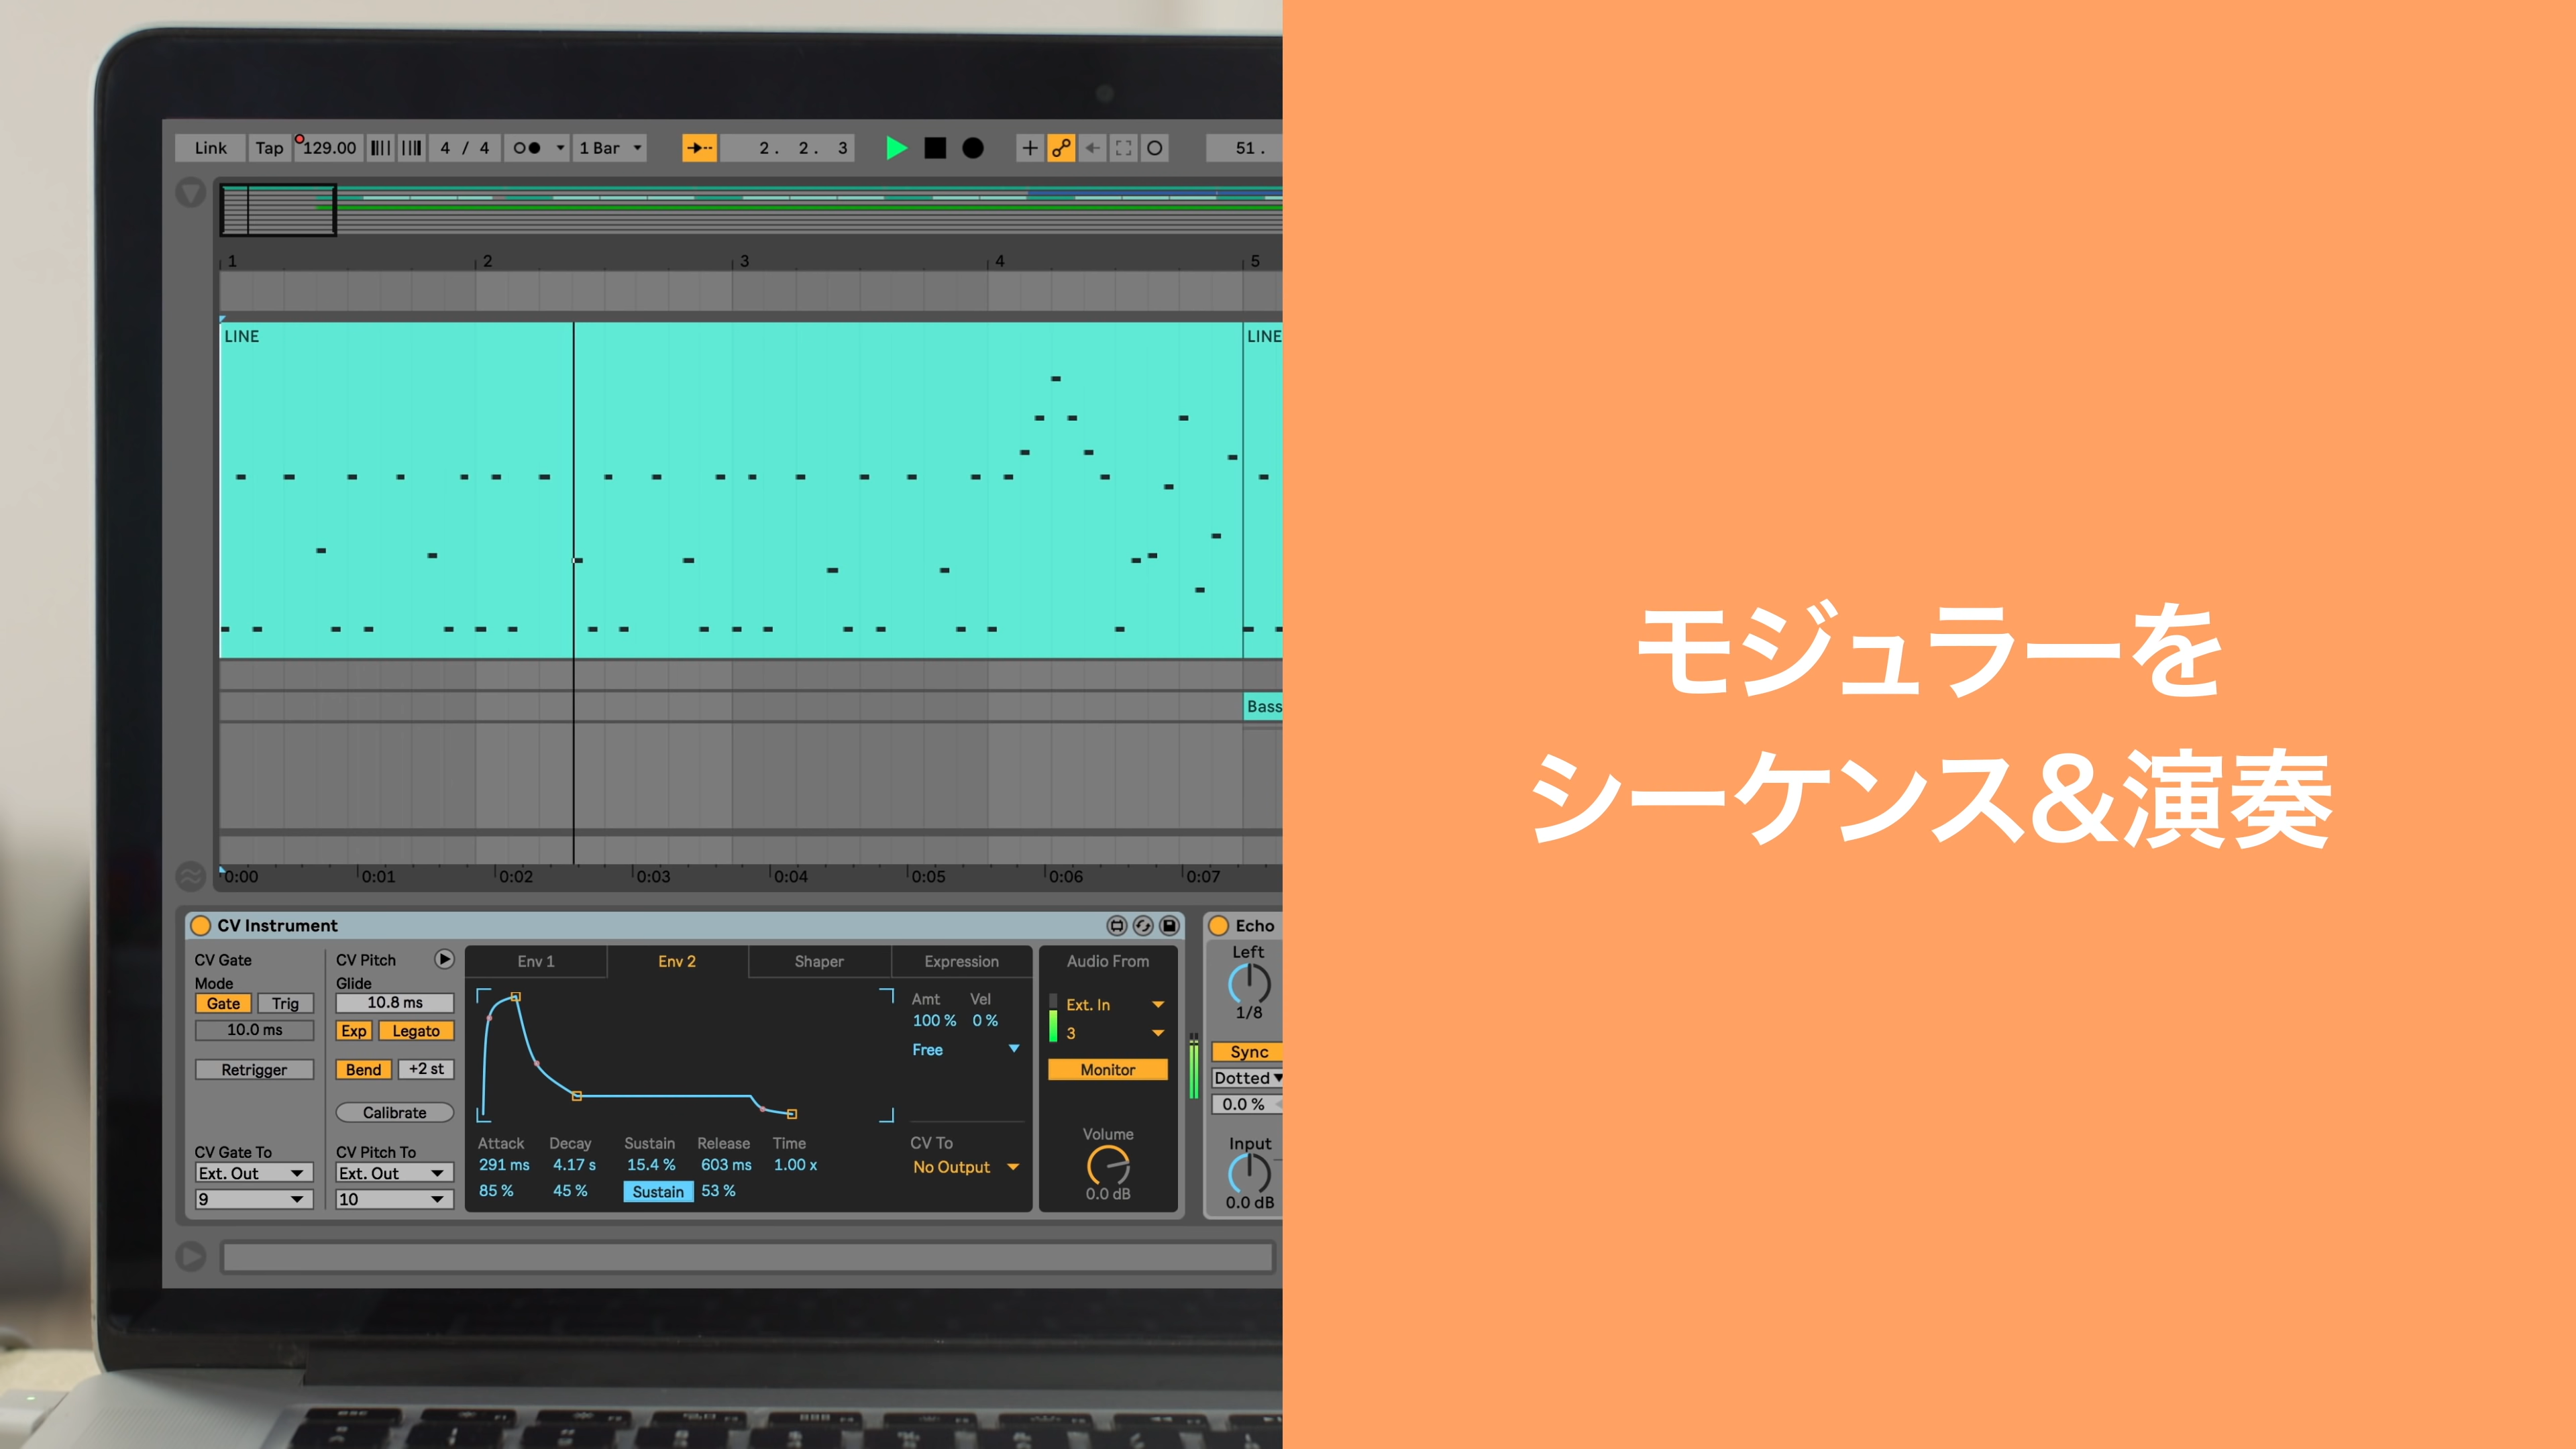 Link Tap 129.00 4 / 4 1 Bar 2. 2. 3 51.
1 2 3 4 5
LINE LINE
Bass
0:00 0:01 0:02 0:03 0:04 0:05 0:06 0:07
CV Instrument
CV Gate
Mode
Gate Trig
10.0 ms
Retrigger
CV Gate To
Ext. Out
9
CV Pitch
Glide
10.8 ms
Exp Legato
Bend +2 st
Calibrate
CV Pitch To
Ext. Out
10
Env 1 Env 2 Shaper Expression
Amt Vel
100 % 0 %
Free
Attack Decay Sustain Release Time
291 ms 4.17 s 15.4 % 603 ms 1.00 x
85 % 45 % Sustain 53 %
CV To
No Output
Audio From
Ext. In
3
Monitor
Volume
0.0 dB
Echo
Left
1/8
Sync
Dotted
0.0 %
Input
0.0 dB
モジュラーを
シーケンス&演奏